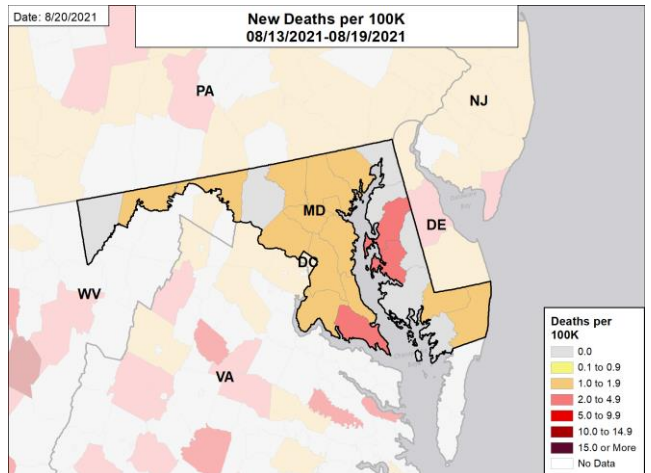 Date: 8/20/2021
New Deaths per 100K
08/13/2021-08/19/2021
PA
NJ
MD
DE
DC
WV
VA
Deaths per
100K
0.0
0.1 to 0.9
1.0 to 1.9
2.0 to 4.9
5.0 to 9.9
10.0 to 14.9
15.0 or More
No Data